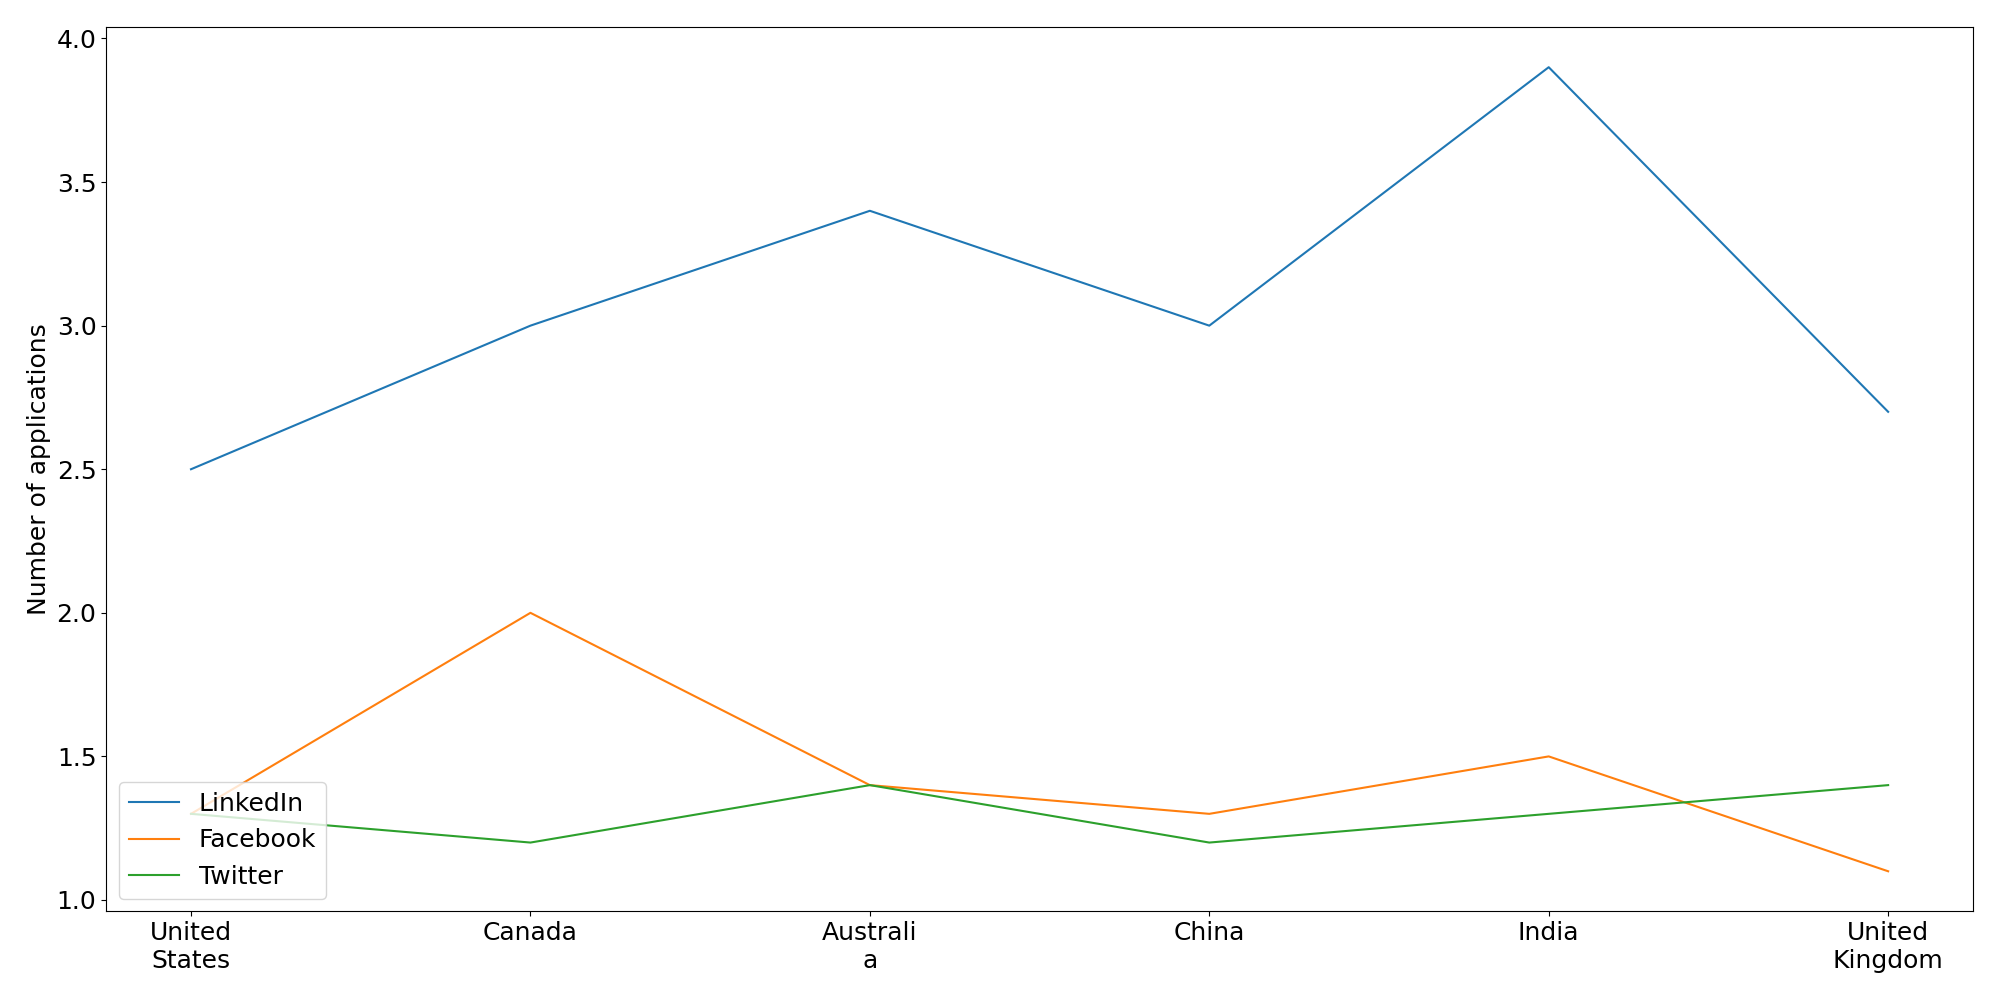 4.0
3.5
3.0
2.5
2.0
1.5
1.0
Number of applications
LinkedIn
Facebook
Twitter
United
States
Canada
Australi
a
China
India
United
Kingdom